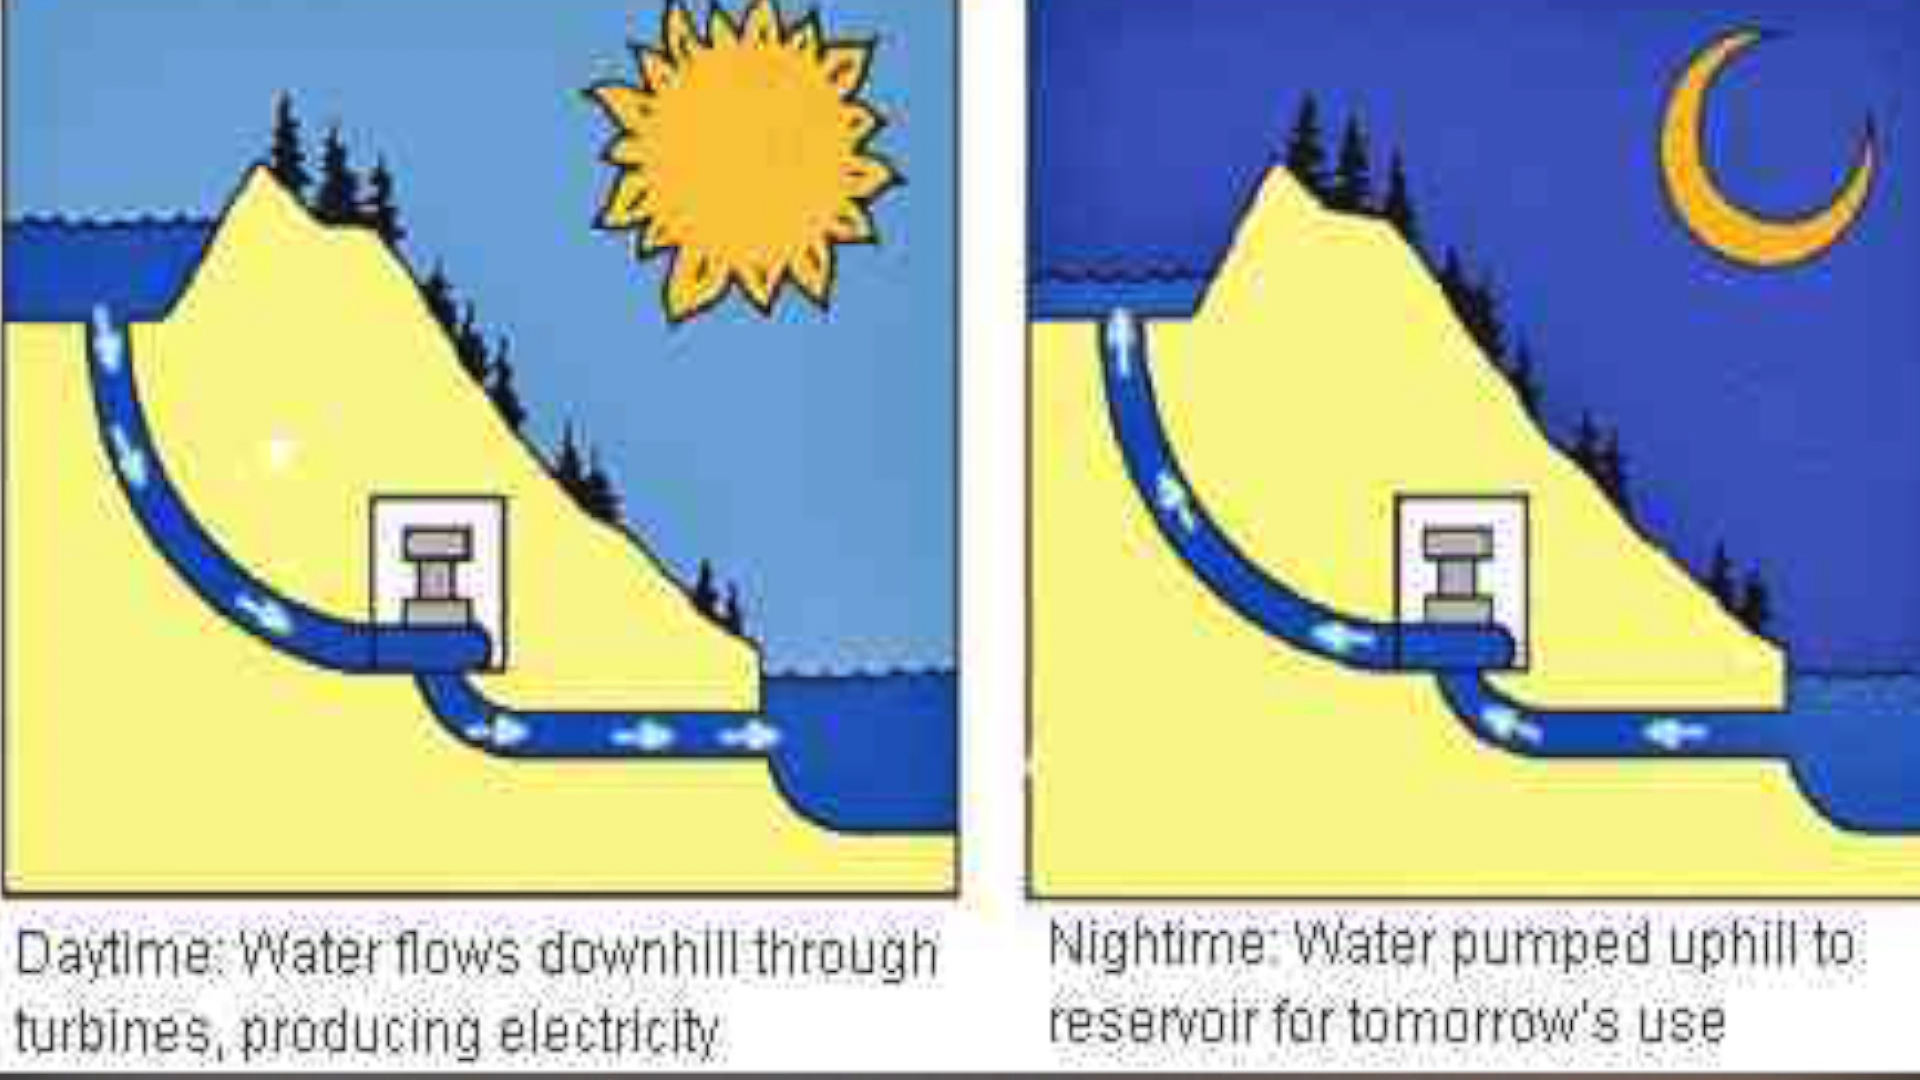 Daytime: Water flows downhill through
turbines, producing electricity
Nightime: Water pumped uphill to
reservoir for tomorrow's use